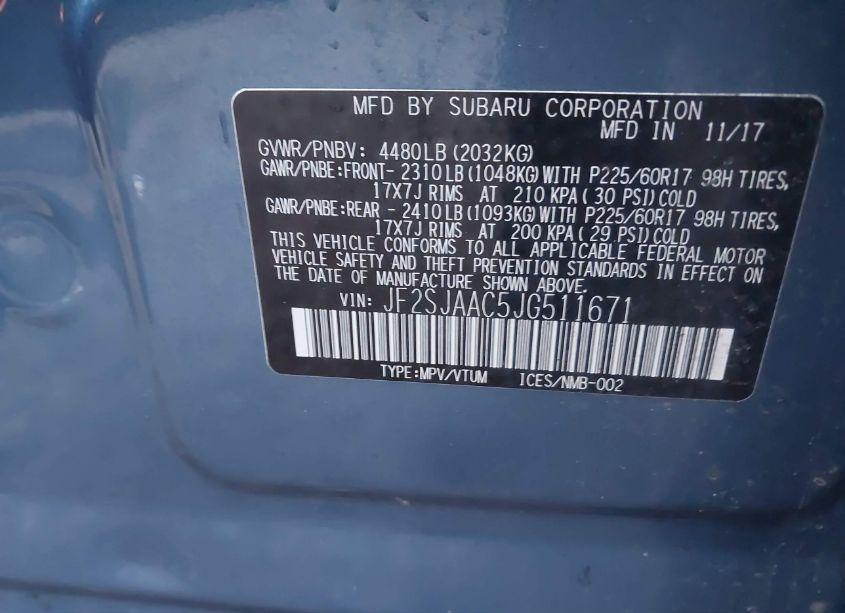 MFD BY SUBARU CORPORATION
MFD IN 11/17
GVWR/PNBV: 4480LB(2032KG)
GAWR/PNBE:FRONT- 2310LB(1048KG)WITH P225/60R17 98H TIRES,
17X7J RIMS AT 210 KPA(30 PSI)COLD
GAWR/PNBE:REAR - 2410LB(1093KG)WITH P225/60R17 98H TIRES,
17X7J RIMS AT 200 KPA(29 PSI)COLD
THIS VEHICLE CONFORMS TO ALL APPLICABLE FEDERAL MOTOR
VEHICLE SAFETY AND THEFT PREVENTION STANDARDS IN EFFECT ON
THE DATE OF MANUFACTURE SHOWN ABOVE.
VIN: JF2SJAAC5JG511671
TYPE:MPV/VTUM ICES/NMB-002